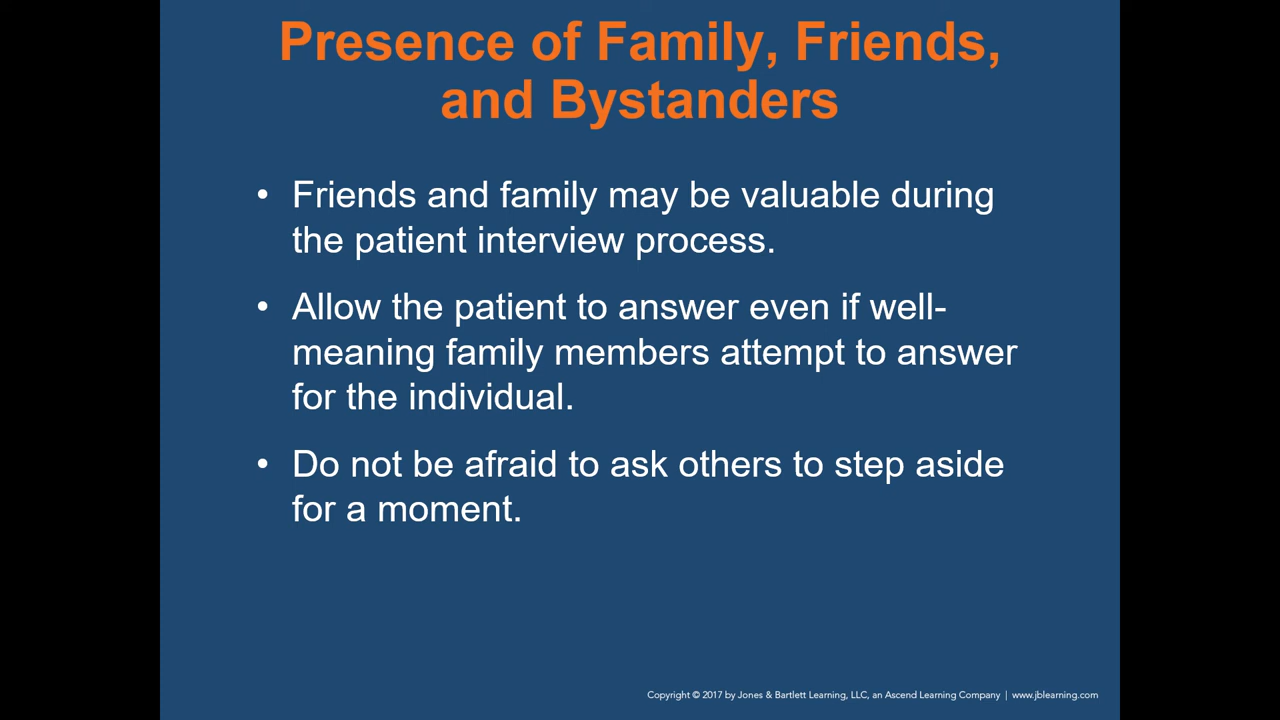 Presence of Family, Friends,
and Bystanders
• Friends and family may be valuable during
the patient interview process.
• Allow the patient to answer even if well-
meaning family members attempt to answer
for the individual.
• Do not be afraid to ask others to step aside
for a moment.
Copyright © 2017 by Jones & Bartlett Learning, LLC, an Ascend Learning Company | www.jblearning.com